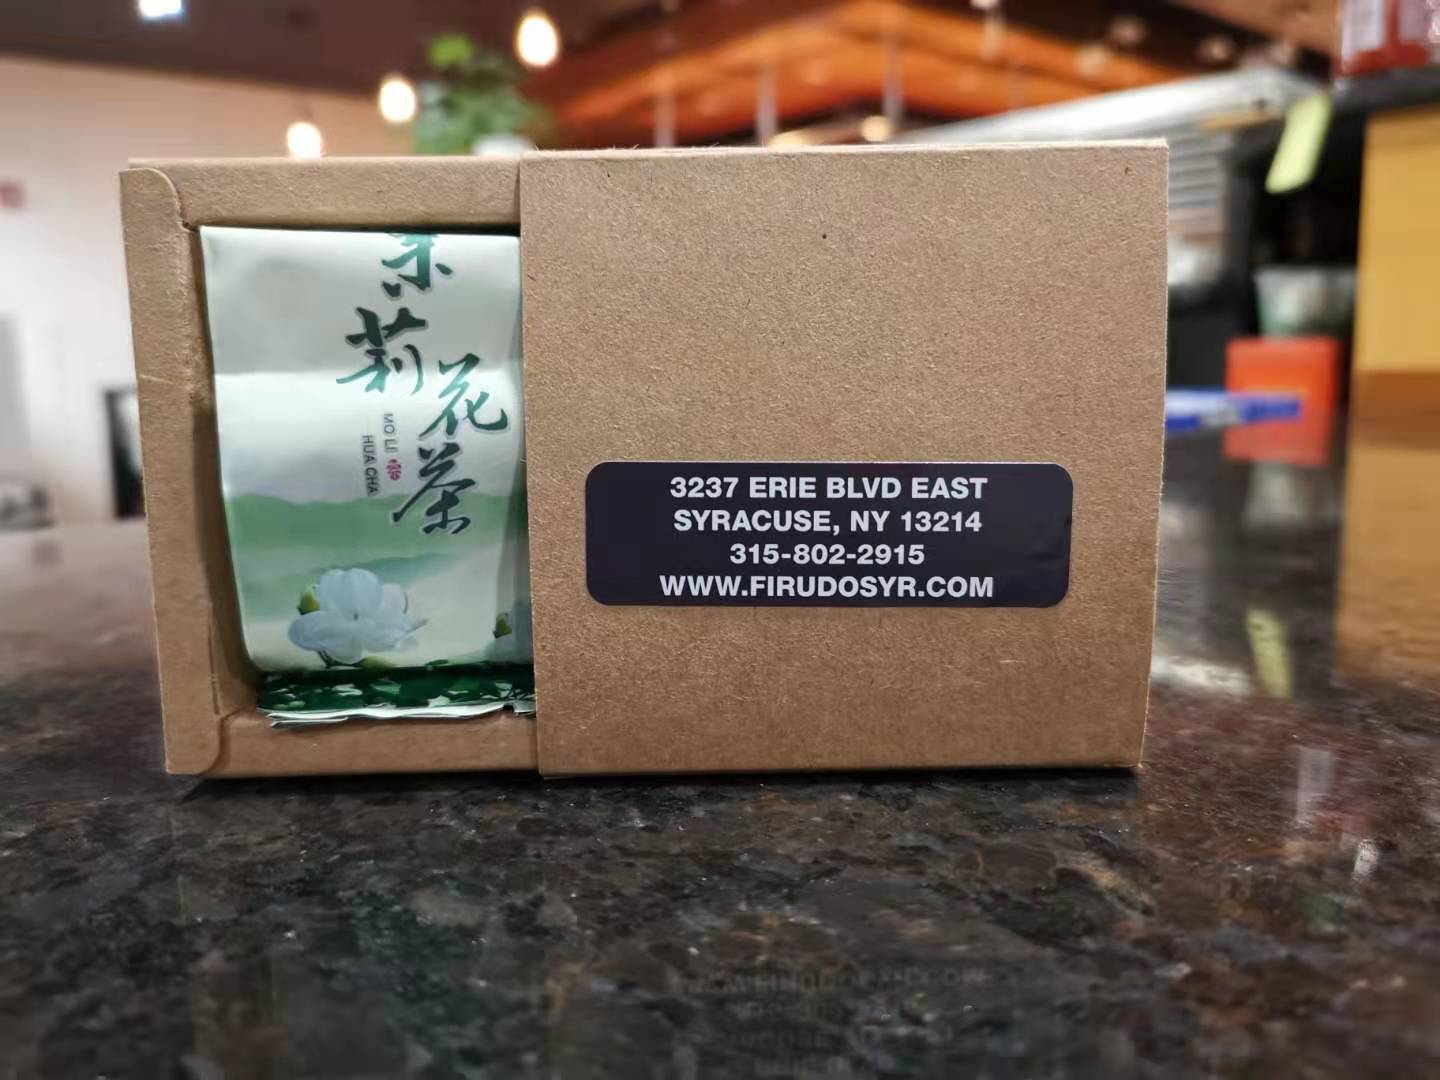 茉
莉
花
茶
MO LI
HUA CHA
3237 ERIE BLVD EAST
SYRACUSE, NY 13214
315-802-2915
WWW.FIRUDOSYR.COM